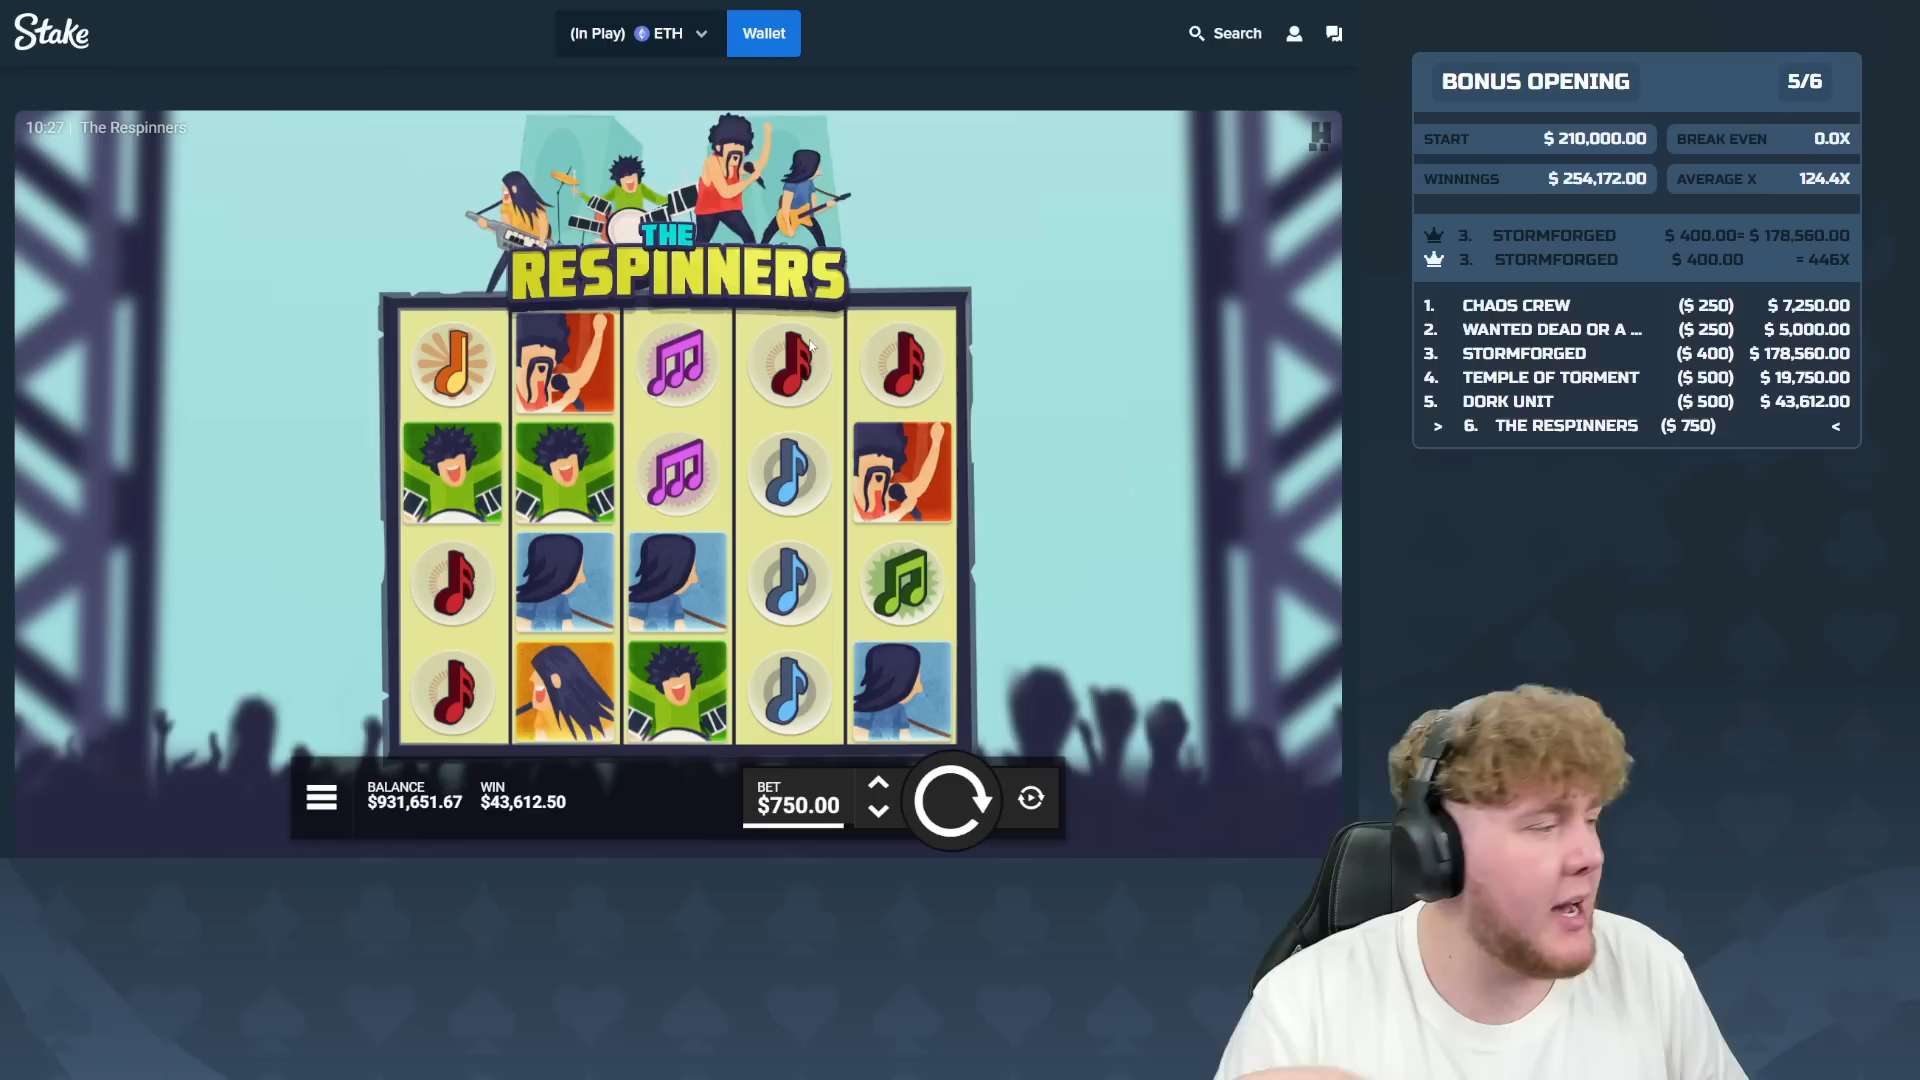 Stake
(In Play) ETH
Wallet
Search
10:27 | The Respinners
THE
RESPINNERS
BALANCE
$931,651.67
WIN
$43,612.50
BET
$750.00
BONUS OPENING 5/6
START $ 210,000.00 BREAK EVEN 0.0X
WINNINGS $ 254,172.00 AVERAGE X 124.4X
3. STORMFORGED $ 400.00= $ 178,560.00
3. STORMFORGED $ 400.00 = 446X
1. CHAOS CREW ($ 250) $ 7,250.00
2. WANTED DEAD OR A ... ($ 250) $ 5,000.00
3. STORMFORGED ($ 400) $ 178,560.00
4. TEMPLE OF TORMENT ($ 500) $ 19,750.00
5. DORK UNIT ($ 500) $ 43,612.00
> 6. THE RESPINNERS ($ 750) <